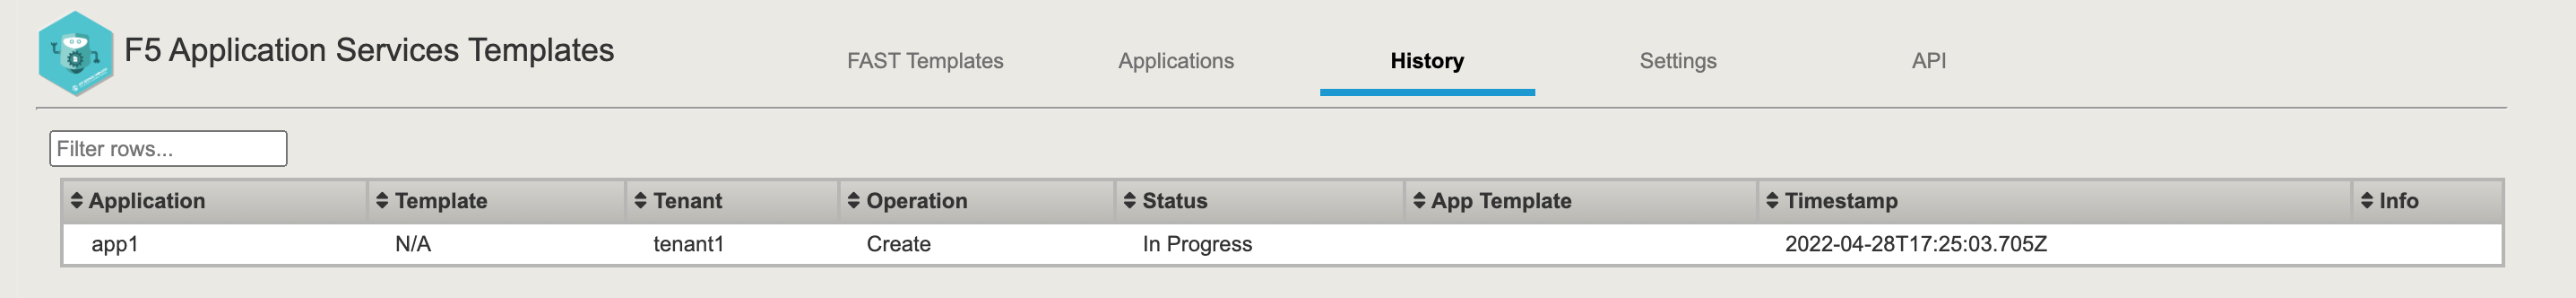 F5 Application Services Templates
FAST Templates Applications History Settings API
Filter rows...
Application Template Tenant Operation Status App Template Timestamp Info
app1 N/A tenant1 Create In Progress 2022-04-28T17:25:03.705Z